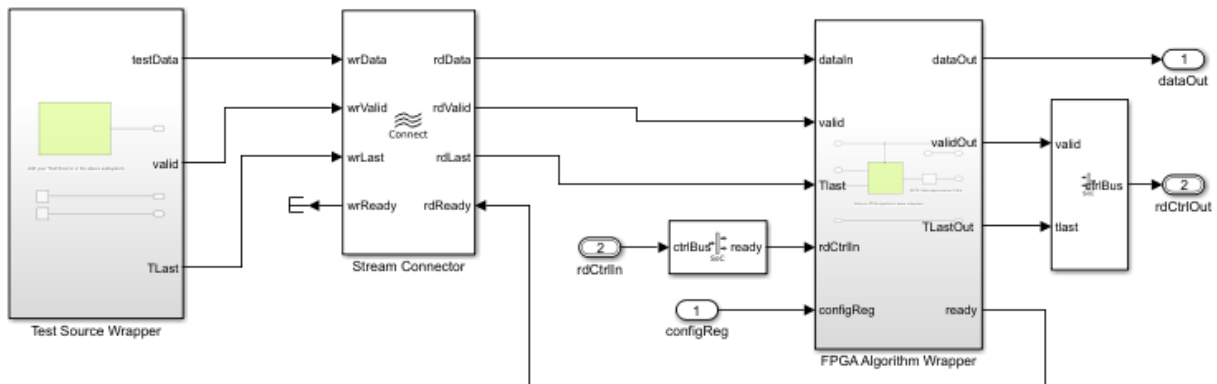 testData
valid
TLast
Test Source Wrapper
wrData
rdData
wrValid
rdValid
Connect
wrLast
rdLast
wrReady
rdReady
Stream Connector
2
rdCtrlIn
ctrlBus
ready
SoC
1
configReg
dataIn
dataOut
valid
validOut
Tlast
TLastOut
rdCtrlIn
configReg
ready
FPGA Algorithm Wrapper
valid
ctrlBus
SoC
tlast
1
dataOut
2
rdCtrlOut